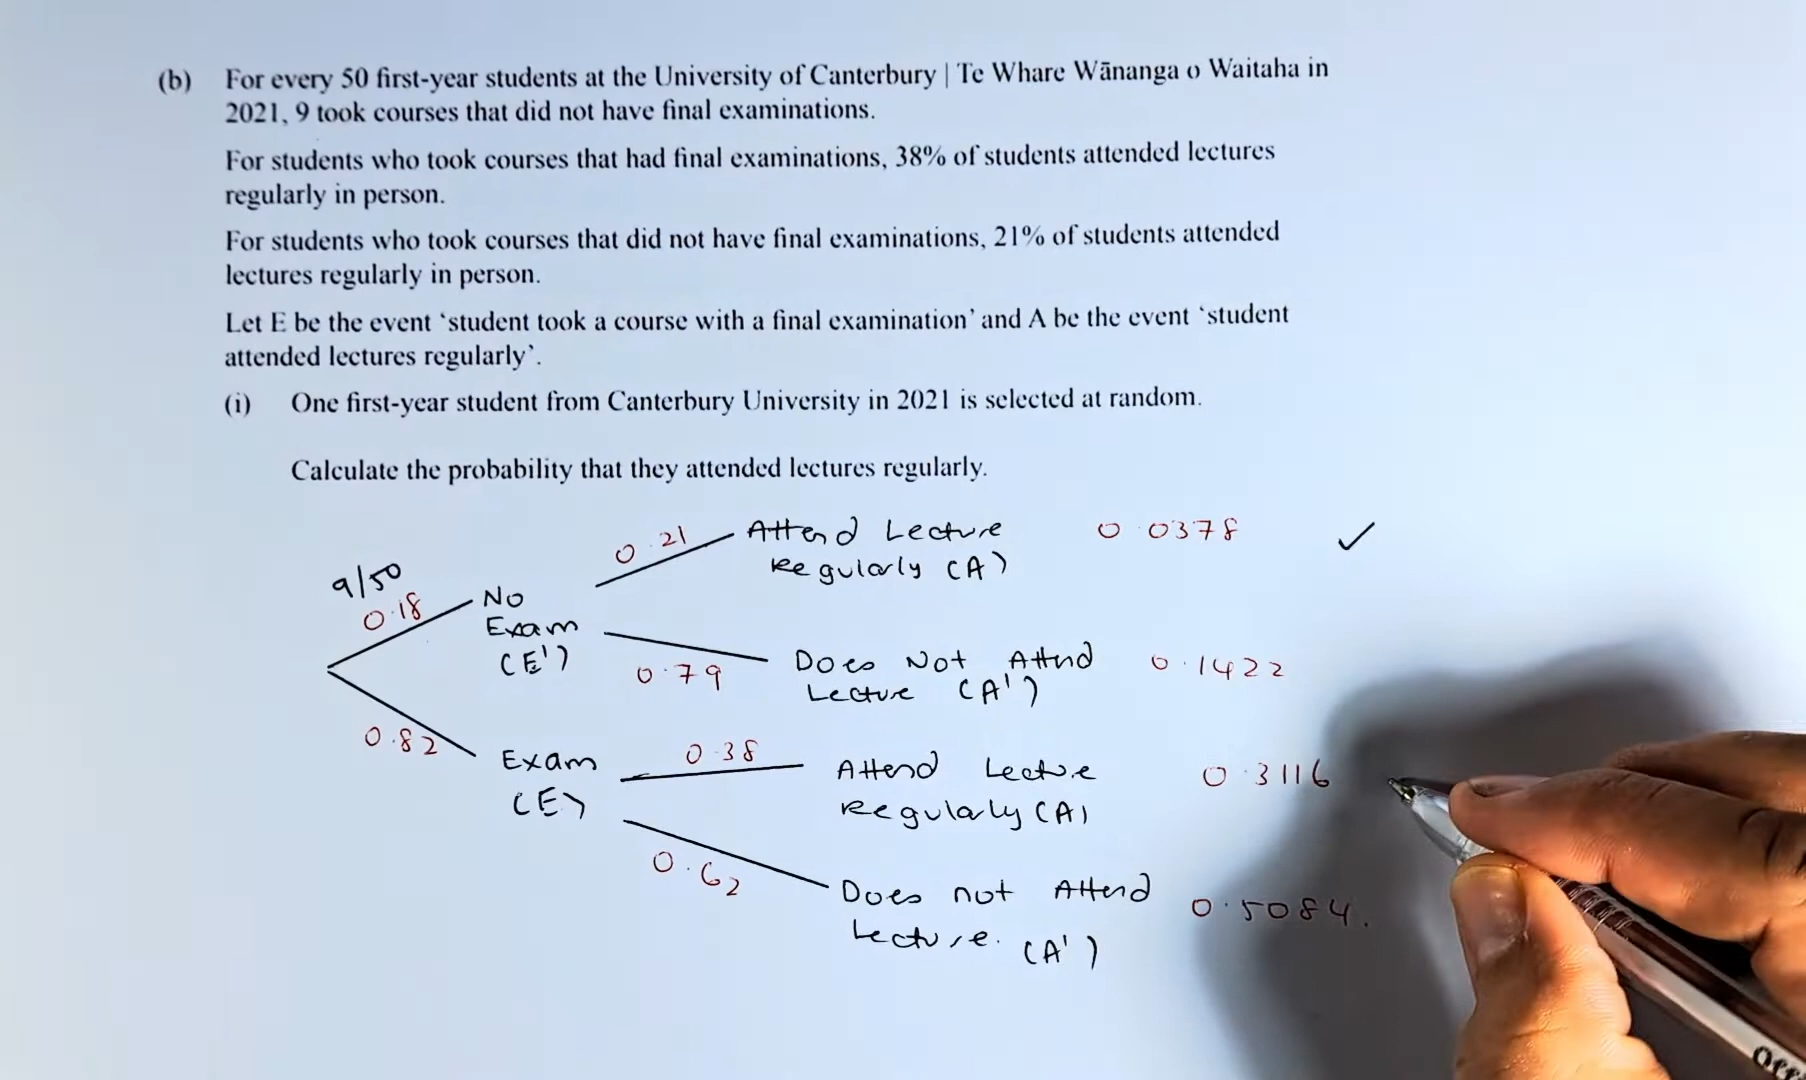 (b) For every 50 first-year students at the University of Canterbury | Te Whare Wānanga o Waitaha in
2021, 9 took courses that did not have final examinations.
For students who took courses that had final examinations, 38% of students attended lectures
regularly in person.
For students who took courses that did not have final examinations, 21% of students attended
lectures regularly in person.
Let E be the event ‘student took a course with a final examination’ and A be the event ‘student
attended lectures regularly’.
(i) One first-year student from Canterbury University in 2021 is selected at random.
Calculate the probability that they attended lectures regularly.
0.21 Attend Lecture 0.0378 ✓
Regularly (A)
9/50
0.18 No
Exam
(E')
0.79 Does Not Attend 0.1422
Lecture (A')
0.82 Exam 0.38 Attend Lecture 0.3116
(E) Regularly (A)
0.62 Does not Attend 0.5084.
Lecture. (A')